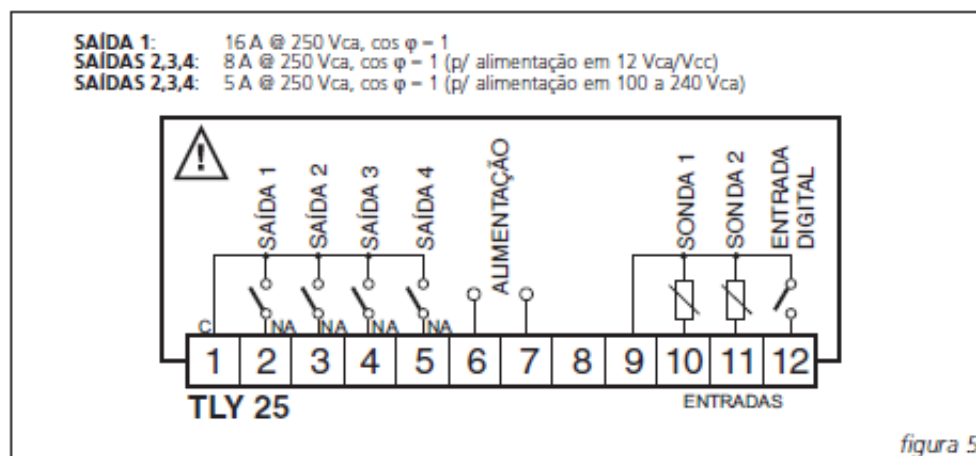 SAÍDA 1: 16 A @ 250 Vca, cos φ – 1
SAÍDAS 2,3,4: 8 A @ 250 Vca, cos φ – 1 (p/ alimentação em 12 Vca/Vcc)
SAÍDAS 2,3,4: 5 A @ 250 Vca, cos φ – 1 (p/ alimentação em 100 a 240 Vca)
!
SAÍDA 1
SAÍDA 2
SAÍDA 3
SAÍDA 4
ALIMENTAÇÃO
SONDA 1
SONDA 2
ENTRADA
DIGITAL
C NA NA NA NA
1 2 3 4 5 6 7 8 9 10 11 12
TLY 25
ENTRADAS
figura 5